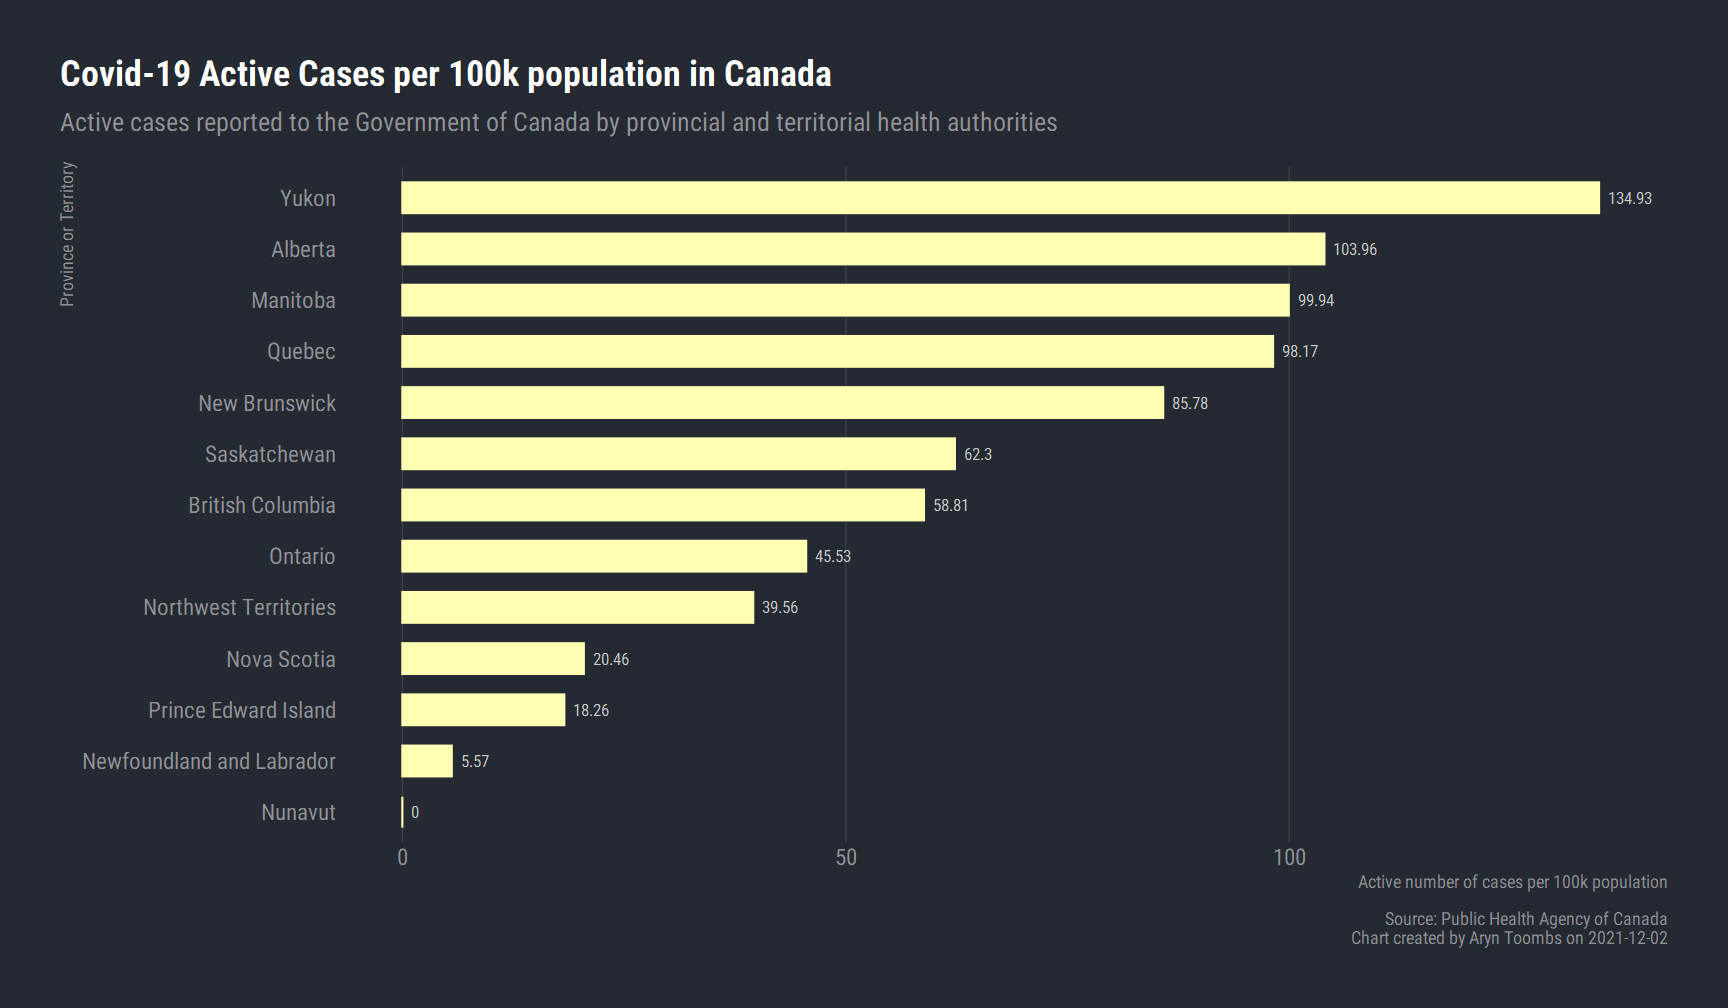 Covid-19 Active Cases per 100k population in Canada
Active cases reported to the Government of Canada by provincial and territorial health authorities
Province or Territory
Yukon 134.93
Alberta 103.96
Manitoba 99.94
Quebec 98.17
New Brunswick 85.78
Saskatchewan 62.3
British Columbia 58.81
Ontario 45.53
Northwest Territories 39.56
Nova Scotia 20.46
Prince Edward Island 18.26
Newfoundland and Labrador 5.57
Nunavut 0
0 50 100
Active number of cases per 100k population
Source: Public Health Agency of Canada
Chart created by Aryn Toombs on 2021-12-02